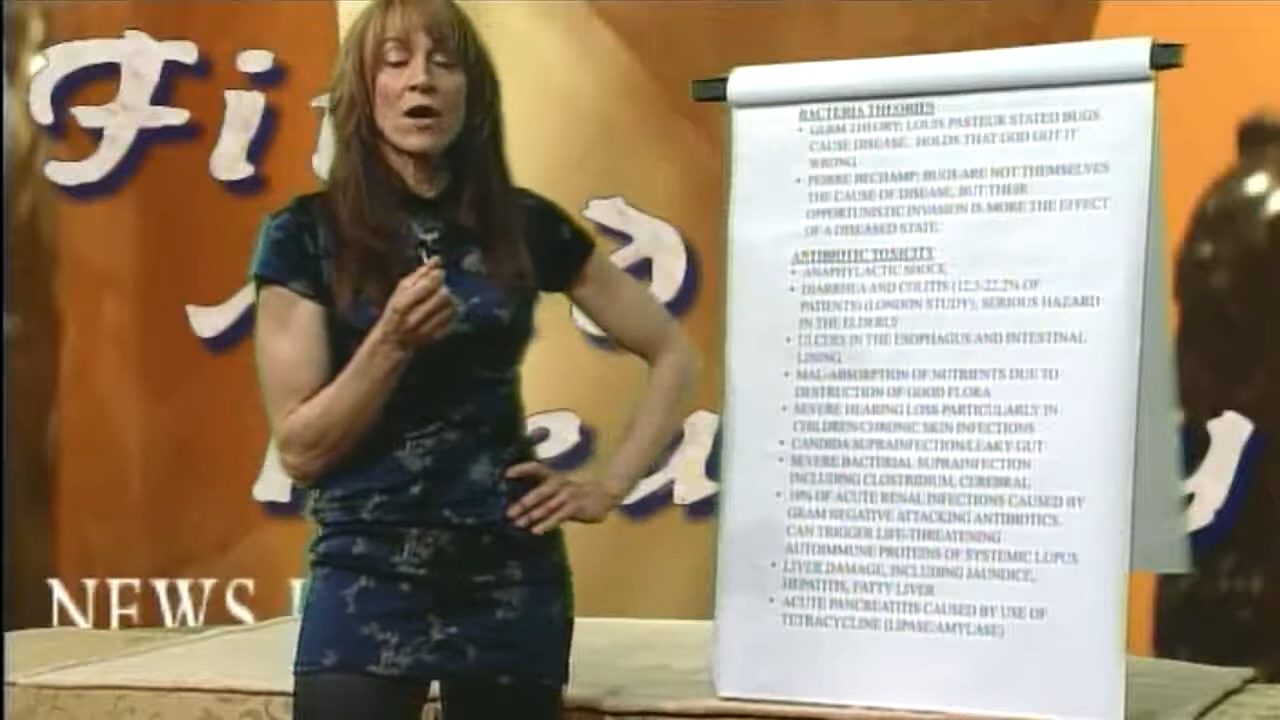 Fi
NEWS
BACTERIA THEORIES
• GERM THEORY: LOUIS PASTEUR STATED BUGS
CAUSE DISEASE. HOLDS THAT GOD GOT IT
WRONG
• PEIRRE BECHAMP: BUGS ARE NOT THEMSELVES
THE CAUSE OF DISEASE, BUT THEIR
OPPORTUNISTIC INVASION IS MORE THE EFFECT
OF A DISEASED STATE.
ANTIBIOTIC TOXICITY
• ANAPHYLACTIC SHOCK
• DIARRHEA AND COLITIS (12.5-22.2% OF
PATIENTS) (LONDON STUDY); SERIOUS HAZARD
IN THE ELDERLY
• ULCERS IN THE ESOPHAGUS AND INTESTINAL
LINING
• MAL-ABSORPTION OF NUTRIENTS DUE TO
DESTRUCTION OF GOOD FLORA
• SEVERE HEARING LOSS PARTICULARLY IN
CHILDREN/CHRONIC SKIN INFECTIONS
• CANDIDA SUPRAINFECTION/LEAKY GUT
• SEVERE BACTERIAL SUPRAINFECTION
INCLUDING CLOSTRIDIUM, CEREBRAL
• 10% OF ACUTE RENAL INFECTIONS CAUSED BY
GRAM NEGATIVE ATTACKING ANTIBIOTICS.
CAN TRIGGER LIFE-THREATENING
AUTOIMMUNE PROTEINS OF SYSTEMIC LUPUS
• LIVER DAMAGE, INCLUDING JAUNDICE,
HEPATITIS, FATTY LIVER
• ACUTE PANCREATITIS CAUSED BY USE OF
TETRACYCLINE (LIPASE/AMYLASE)